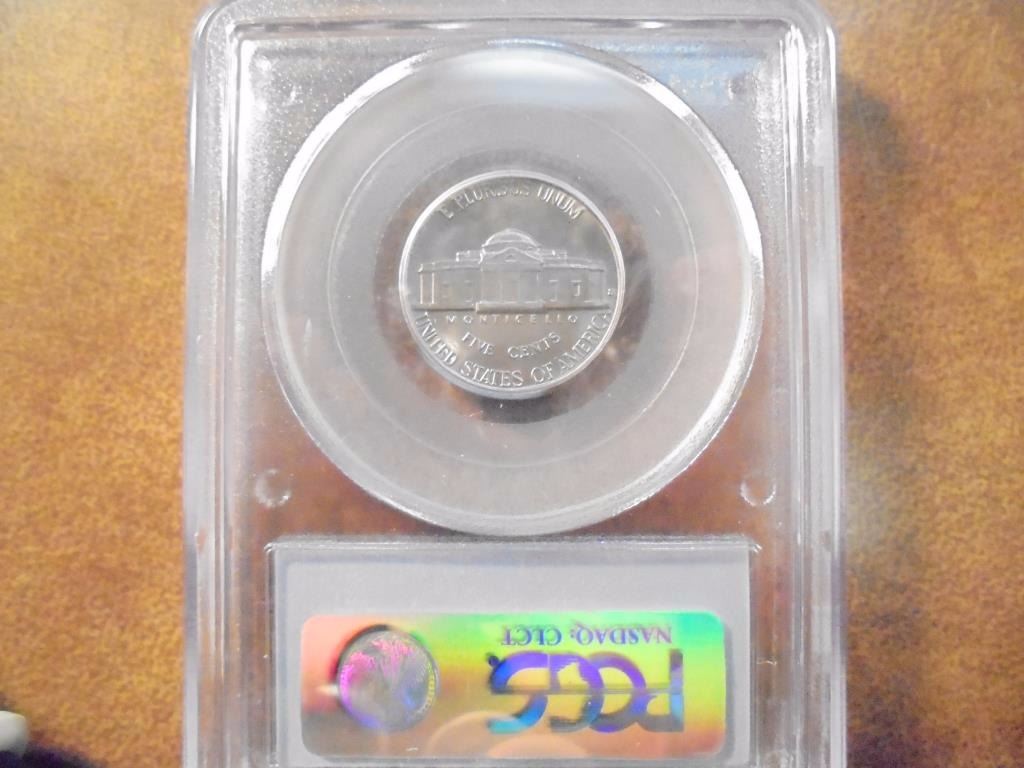 E PLURIBUS UNUM
MONTICELLO
FIVE CENTS
UNITED STATES OF AMERICA
S
NASDAQ: CLCT
PCGS